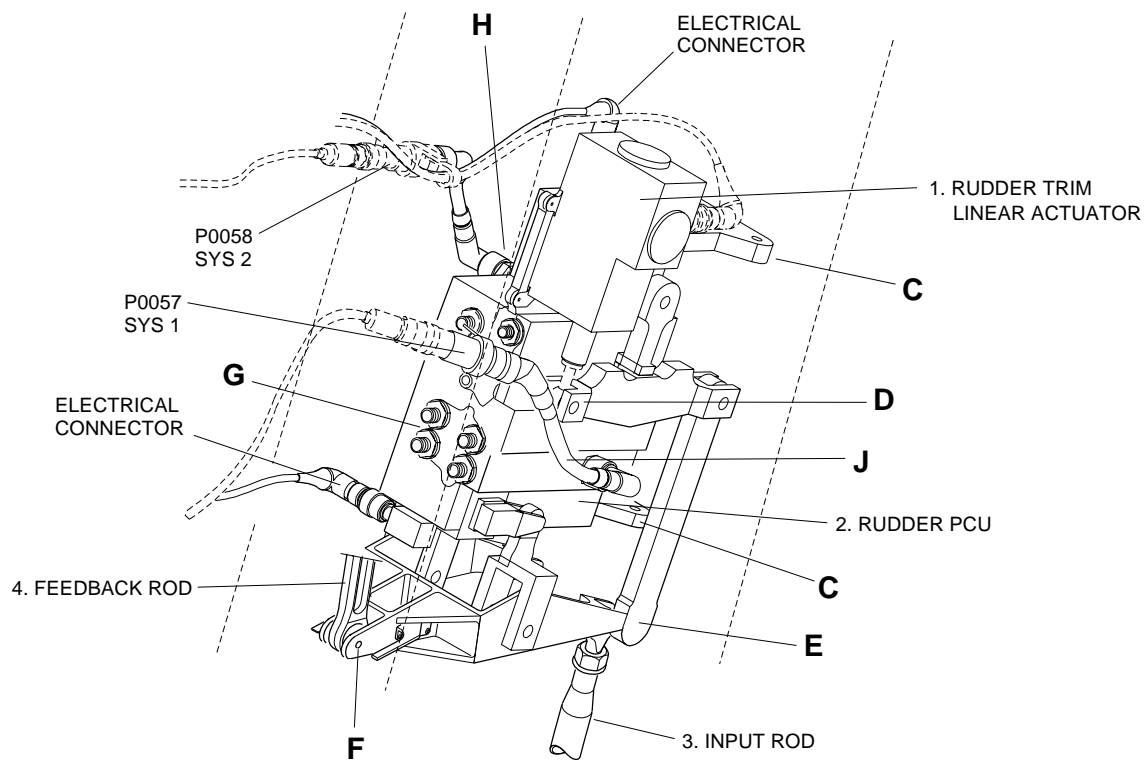 H
ELECTRICAL
CONNECTOR
1. RUDDER TRIM
LINEAR ACTUATOR
P0058
SYS 2
C
P0057
SYS 1
G
D
ELECTRICAL
CONNECTOR
J
2. RUDDER PCU
4. FEEDBACK ROD
C
E
F
3. INPUT ROD